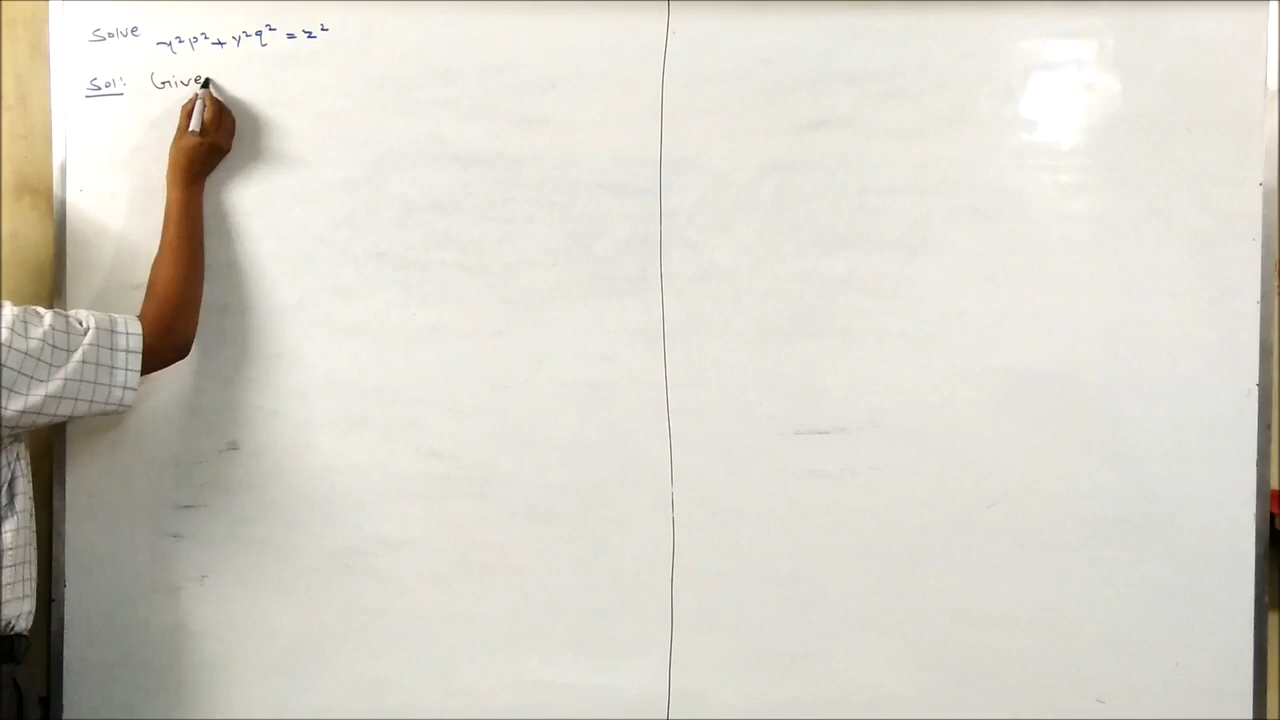 Solve x²p² + y²q² = z²
Sol: Give